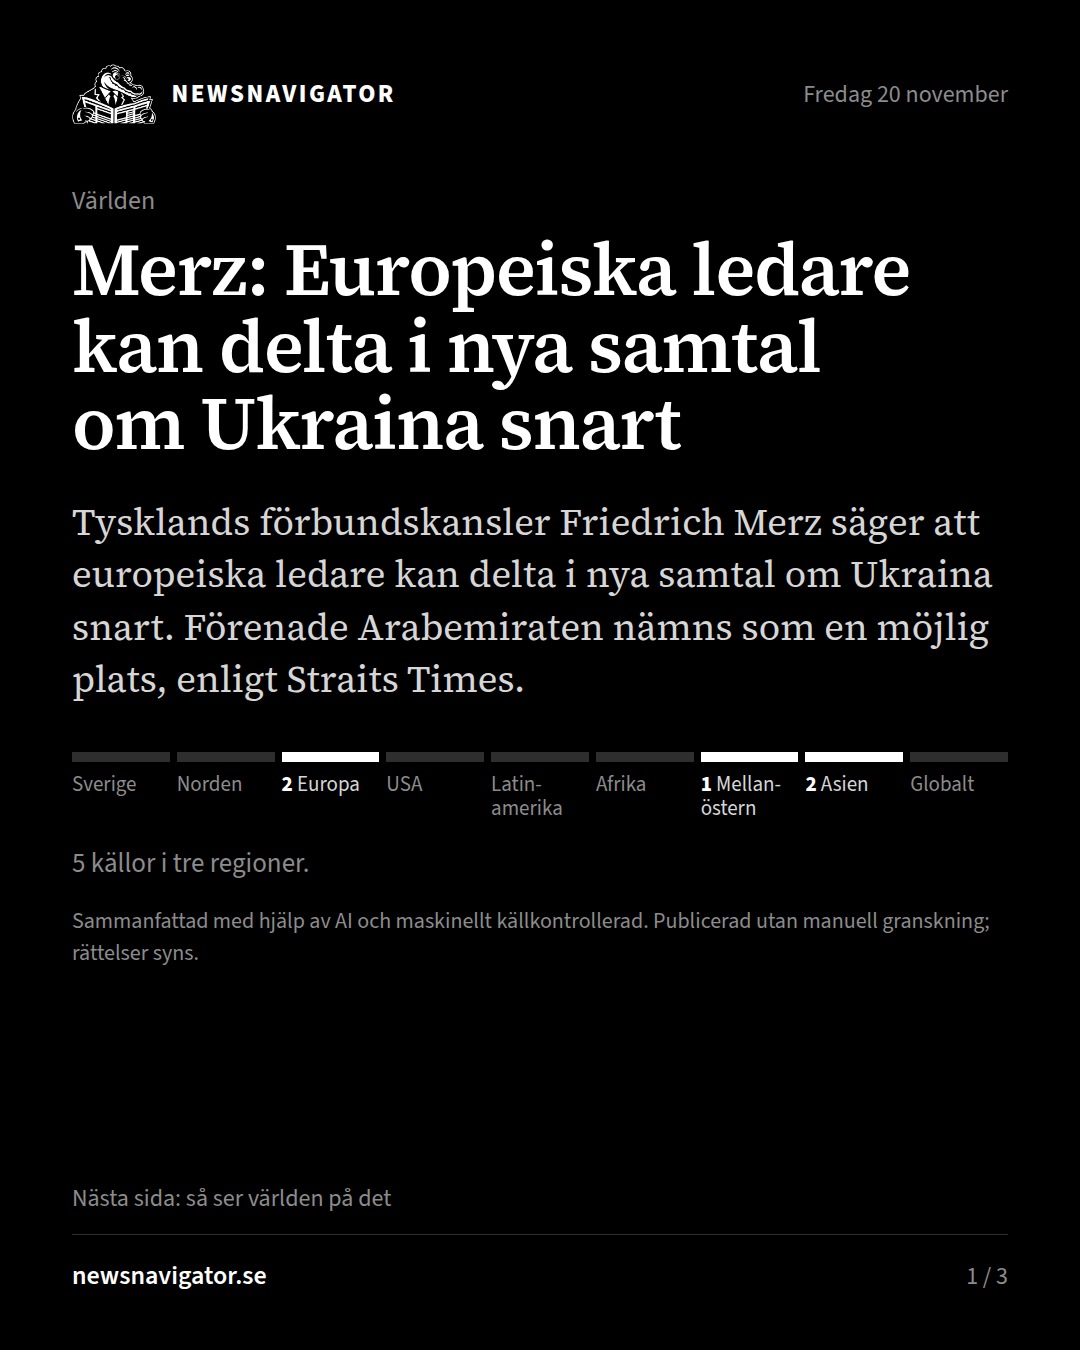 NEWSNAVIGATOR
Fredag 20 november
Världen
Merz: Europeiska ledare
kan delta i nya samtal
om Ukraina snart
Tysklands förbundskansler Friedrich Merz säger att
europeiska ledare kan delta i nya samtal om Ukraina
snart. Förenade Arabemiraten nämns som en möjlig
plats, enligt Straits Times.
Sverige
Norden
2 Europa
USA
Latin-
amerika
Afrika
1 Mellan-
östern
2 Asien
Globalt
5 källor i tre regioner.
Sammanfattad med hjälp av AI och maskinellt källkontrollerad. Publicerad utan manuell granskning;
rättelser syns.
Nästa sida: så ser världen på det
newsnavigator.se
1 / 3